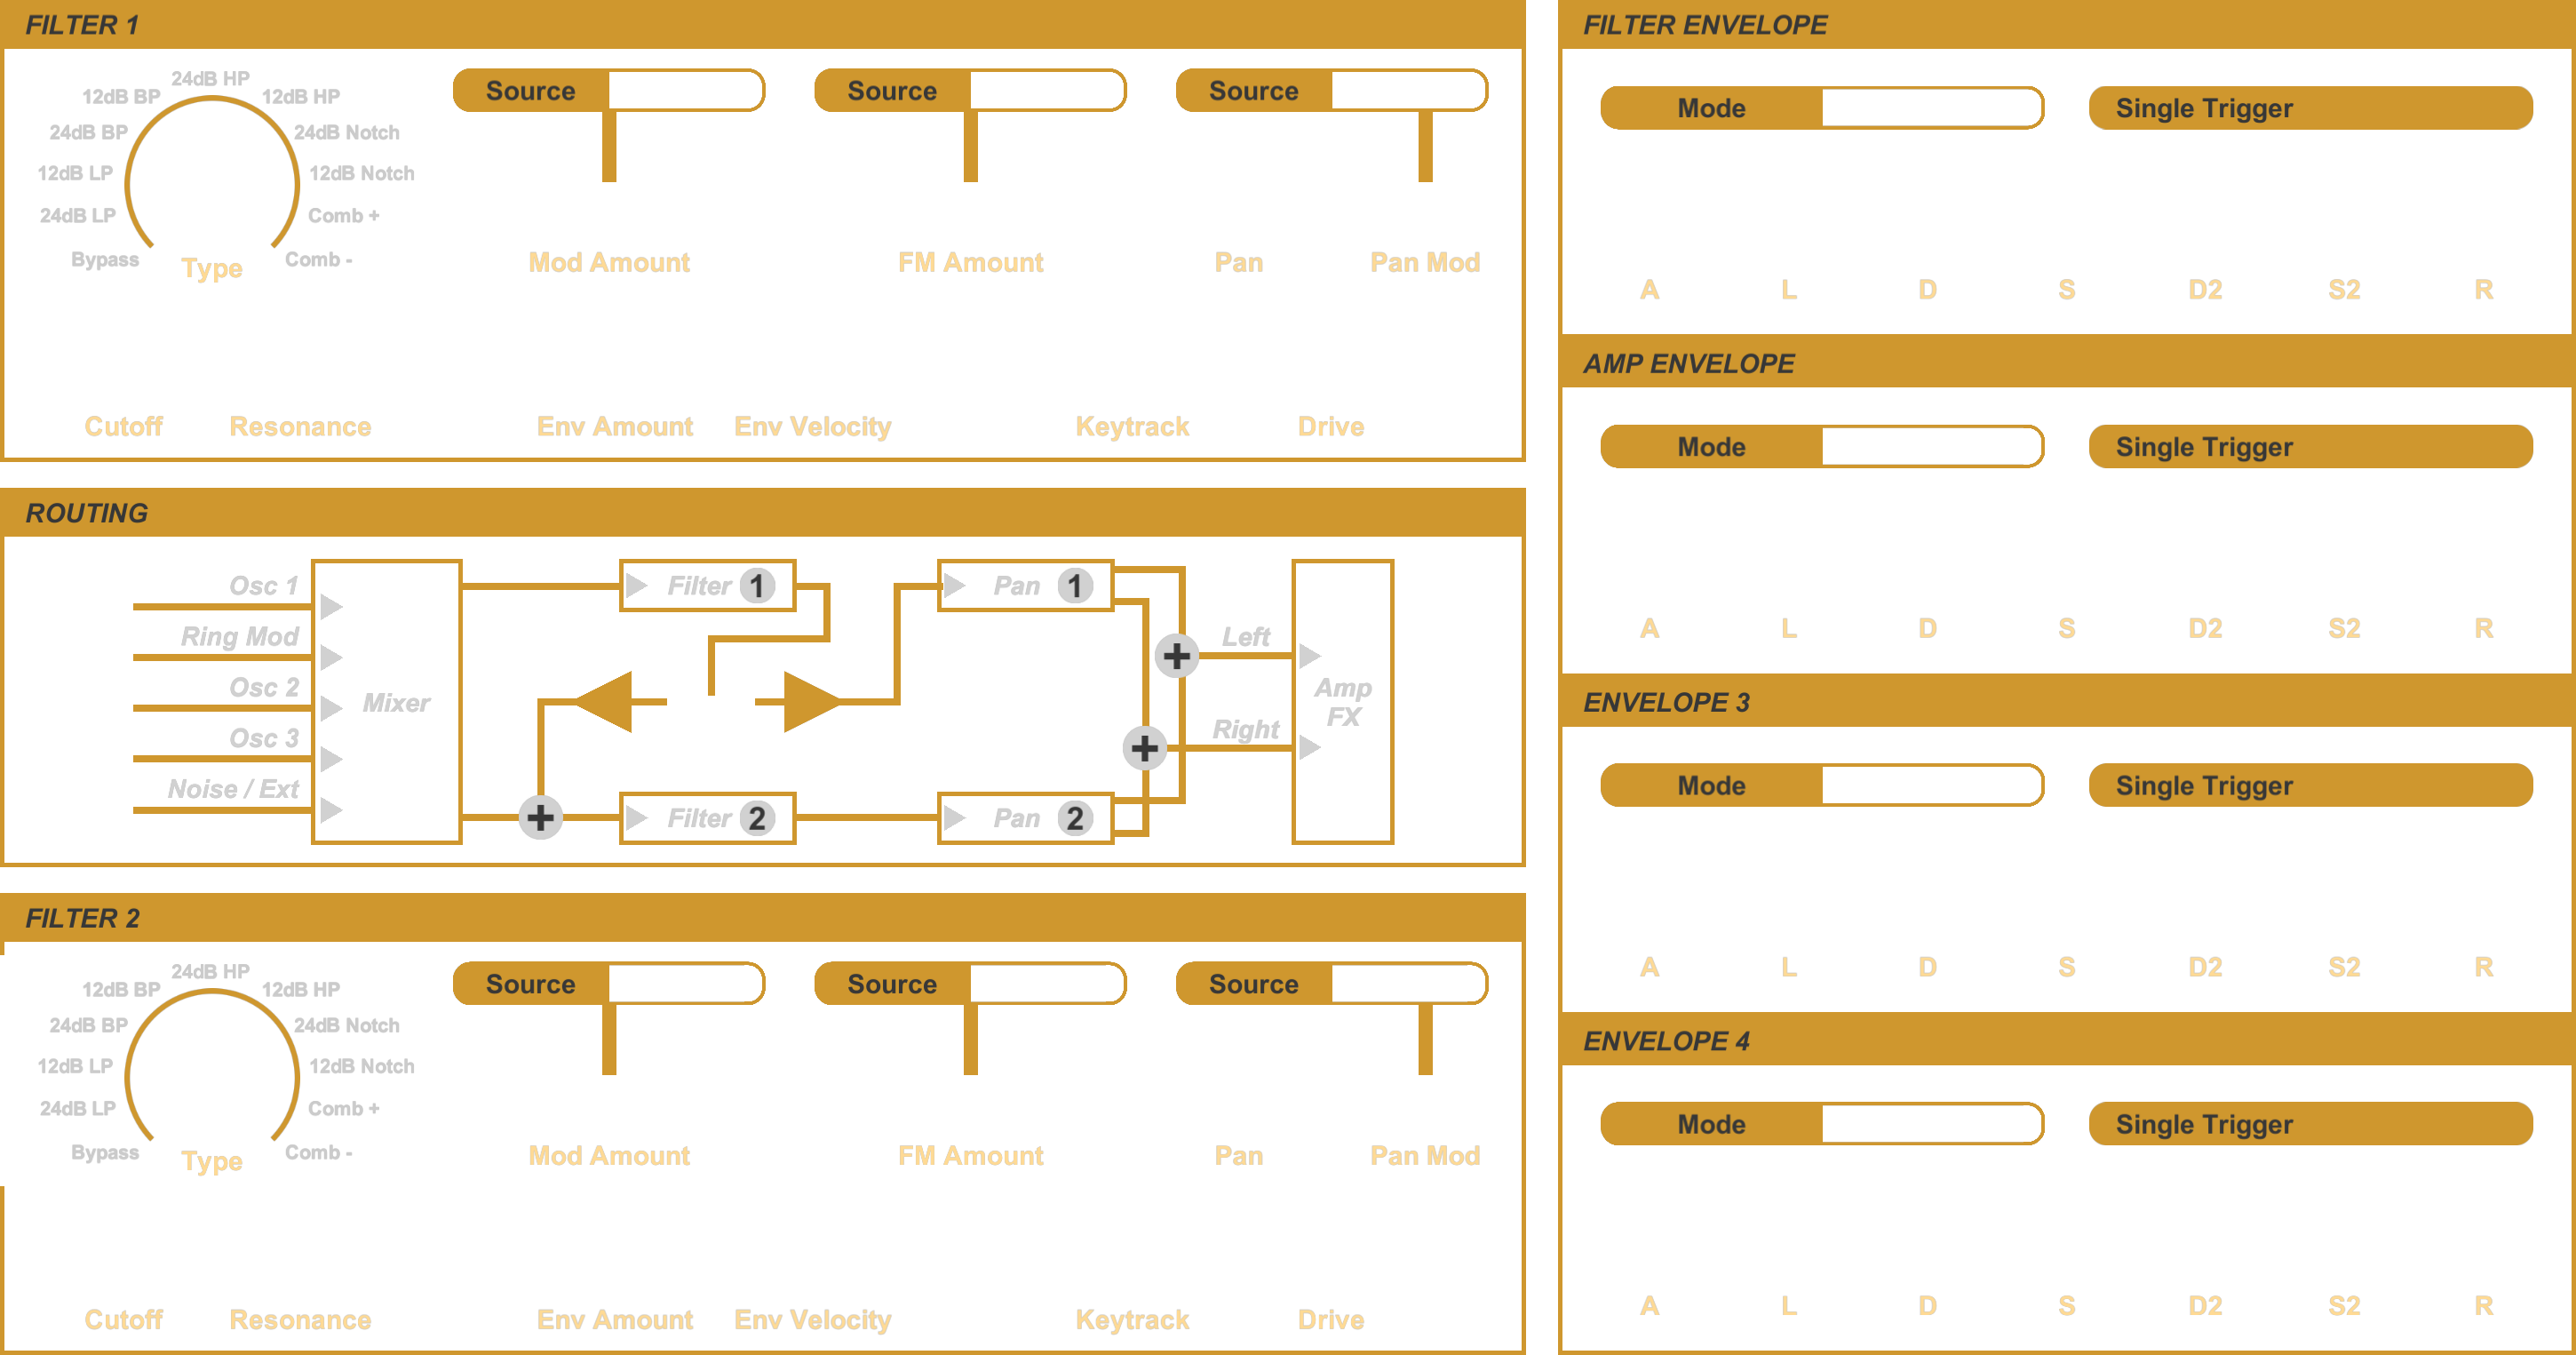 FILTER 1
24dB HP
12dB BP
12dB HP
24dB BP
24dB Notch
12dB LP
12dB Notch
24dB LP
Comb +
Bypass
Comb -
Type
Source
Source
Source
Mod Amount
FM Amount
Pan
Pan Mod
Cutoff
Resonance
Env Amount
Env Velocity
Keytrack
Drive
ROUTING
Osc 1
Ring Mod
Osc 2
Osc 3
Noise / Ext
Mixer
Filter 1
Pan 1
+
Left
+
Right
Amp
FX
+
Filter 2
Pan 2
FILTER 2
24dB HP
12dB BP
12dB HP
24dB BP
24dB Notch
12dB LP
12dB Notch
24dB LP
Comb +
Bypass
Comb -
Type
Source
Source
Source
Mod Amount
FM Amount
Pan
Pan Mod
Cutoff
Resonance
Env Amount
Env Velocity
Keytrack
Drive
FILTER ENVELOPE
Mode
Single Trigger
A L D S D2 S2 R
AMP ENVELOPE
Mode
Single Trigger
A L D S D2 S2 R
ENVELOPE 3
Mode
Single Trigger
A L D S D2 S2 R
ENVELOPE 4
Mode
Single Trigger
A L D S D2 S2 R